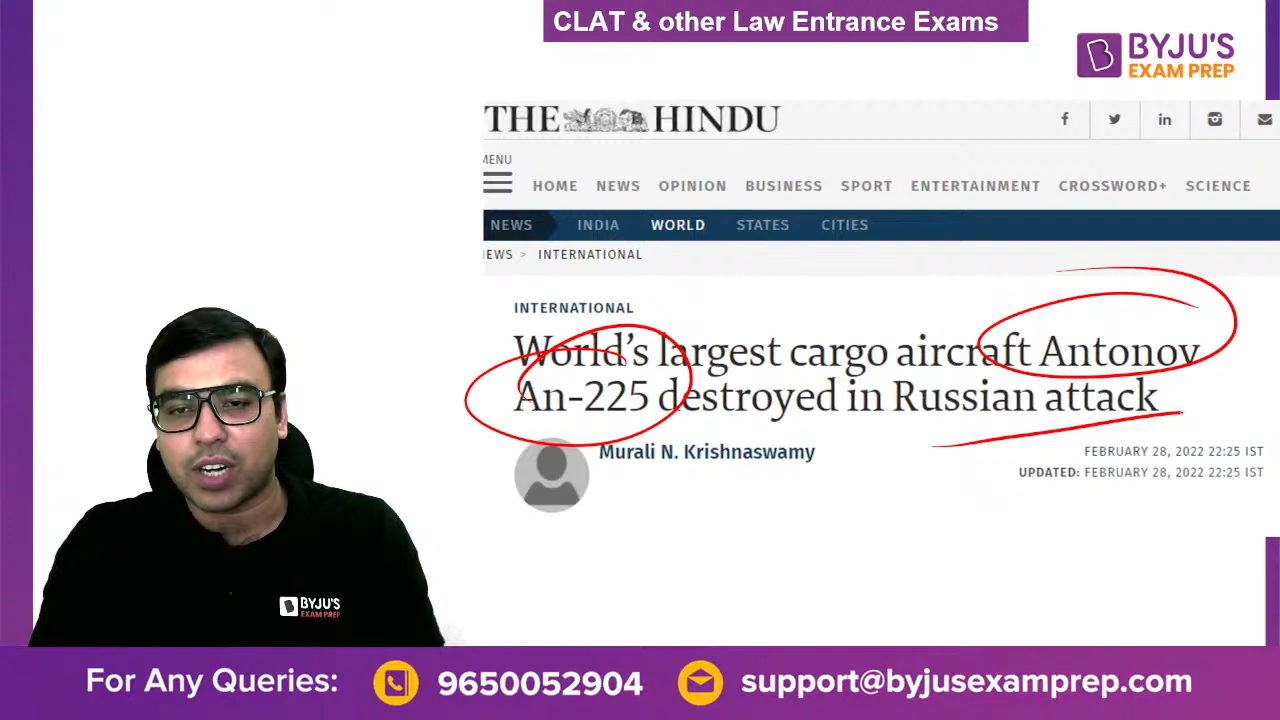 CLAT & other Law Entrance Exams
BYJU'S
EXAM PREP
THE HINDU
MENU
HOME NEWS OPINION BUSINESS SPORT ENTERTAINMENT CROSSWORD+ SCIENCE
NEWS INDIA WORLD STATES CITIES
EWS > INTERNATIONAL
INTERNATIONAL
World's largest cargo aircraft Antonov
An-225 destroyed in Russian attack
Murali N. Krishnaswamy
FEBRUARY 28, 2022 22:25 IST
UPDATED: FEBRUARY 28, 2022 22:25 IST
BYJU'S
EXAM PREP
For Any Queries: 9650052904 support@byjusexamprep.com